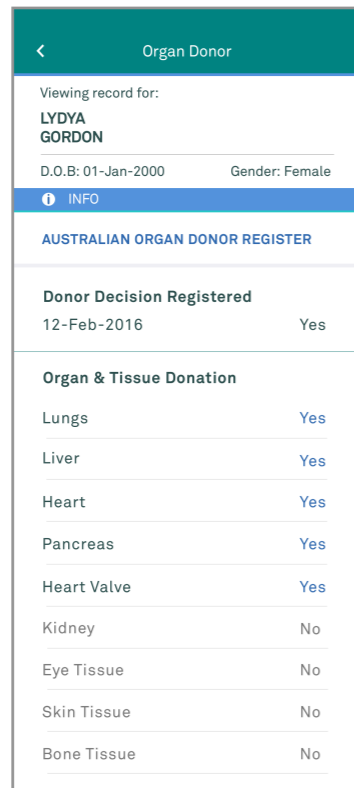 Organ Donor
Viewing record for:
LYDYA
GORDON
D.O.B: 01-Jan-2000 Gender: Female
INFO
AUSTRALIAN ORGAN DONOR REGISTER
Donor Decision Registered
12-Feb-2016 Yes
Organ & Tissue Donation
Lungs Yes
Liver Yes
Heart Yes
Pancreas Yes
Heart Valve Yes
Kidney No
Eye Tissue No
Skin Tissue No
Bone Tissue No